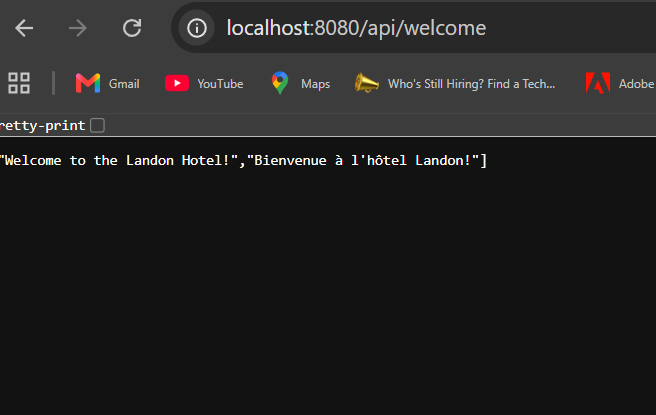 localhost:8080/api/welcome
Gmail YouTube Maps Who's Still Hiring? Find a Tech... Adobe
retty-print
"Welcome to the Landon Hotel!","Bienvenue à l'hôtel Landon!"]